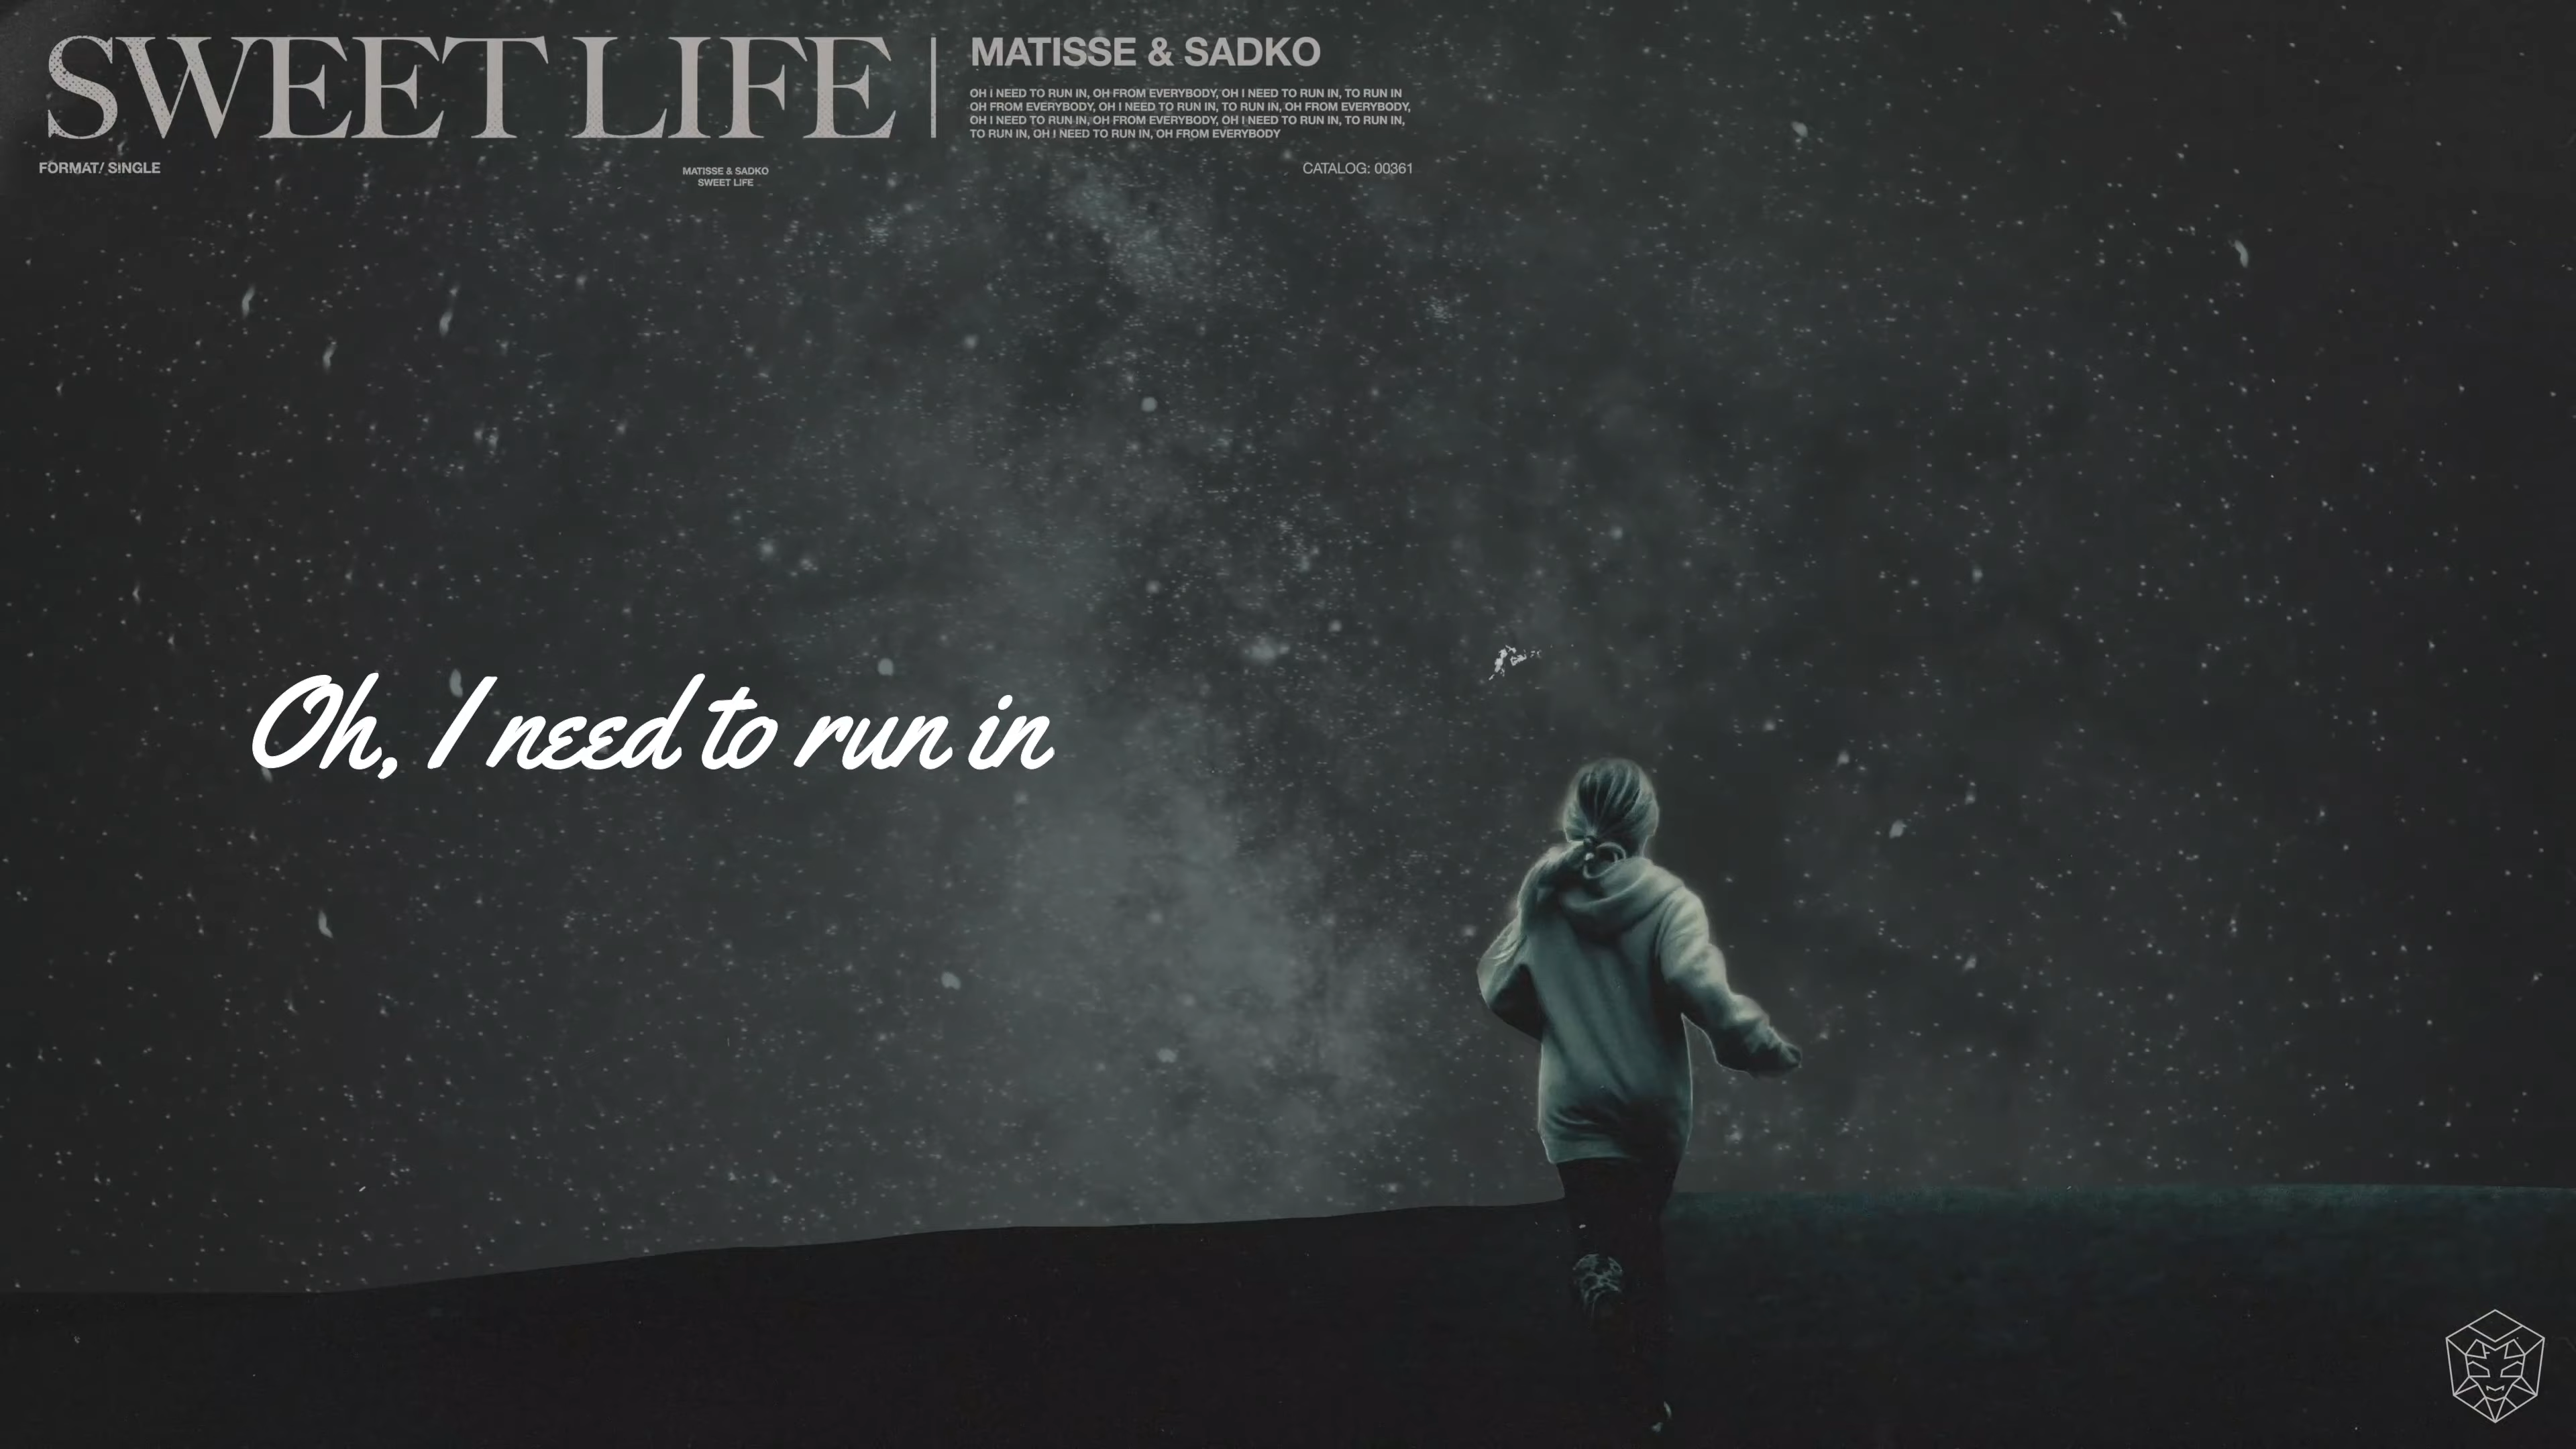 SWEET LIFE
MATISSE & SADKO
OH I NEED TO RUN IN, OH FROM EVERYBODY, OH I NEED TO RUN IN, TO RUN IN
OH FROM EVERYBODY, OH I NEED TO RUN IN, TO RUN IN, OH FROM EVERYBODY,
OH I NEED TO RUN IN, OH FROM EVERYBODY, OH I NEED TO RUN IN, TO RUN IN,
TO RUN IN, OH I NEED TO RUN IN, OH FROM EVERYBODY
FORMAT/ SINGLE
MATISSE & SADKO
SWEET LIFE
CATALOG: 00361
Oh, I need to run in